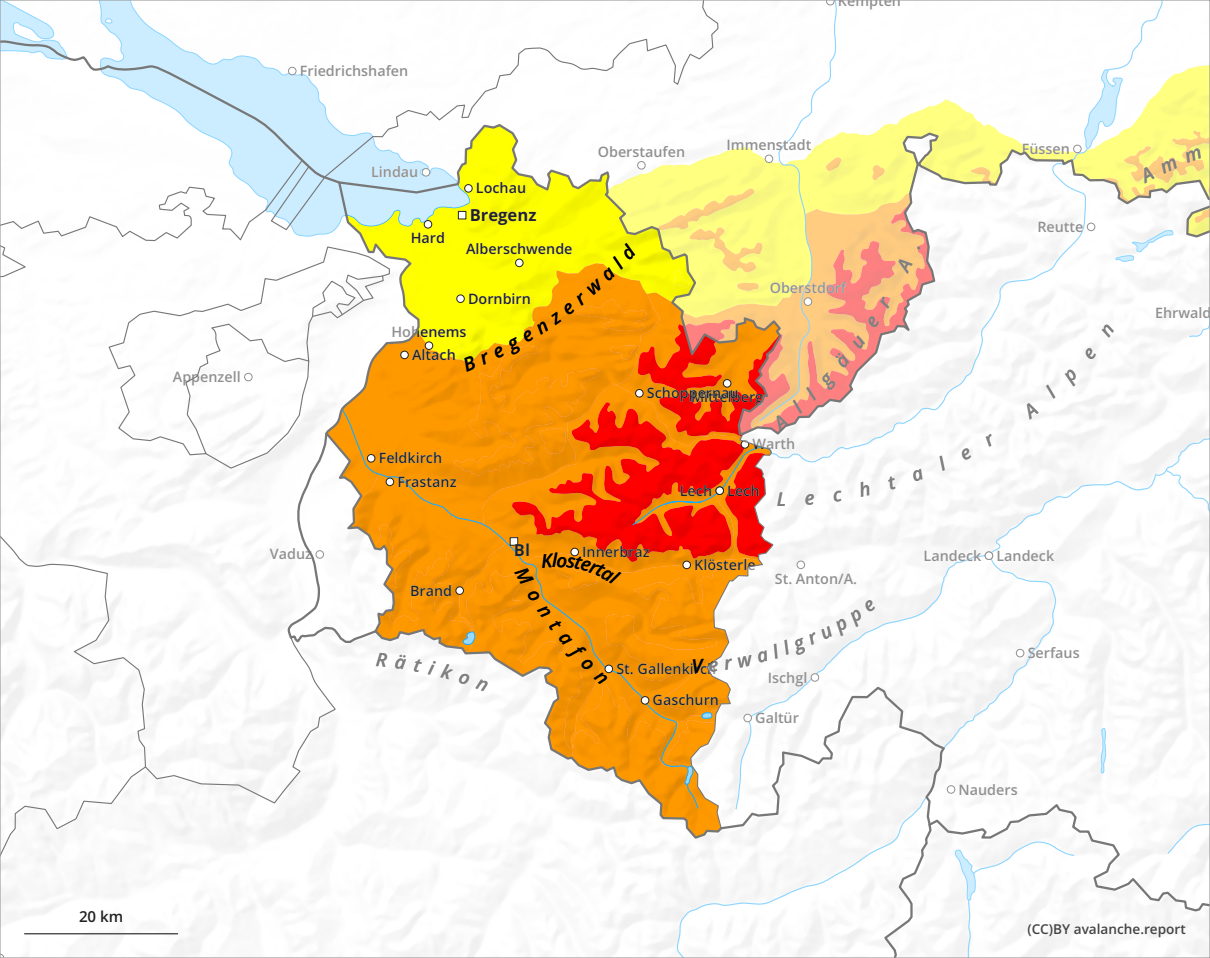 Kempten
Friedrichshafen
Immenstadt
Füssen
Oberstaufen
Amm
Lindau
Lochau
Bregenz
Hard
Reutte
Alberschwende
Allgäuer A.
Oberstdorf
Dornbirn
Bregenzerwald
Ehrwald
Hohenems
Altach
Appenzell
Schoppernau
Mittelberg
Lechtaler Alpen
Warth
Feldkirch
Frastanz
Lech
Lech
Vaduz
Bl
Innerbraz
Klostertal
Klösterle
Landeck
Landeck
St. Anton/A.
Brand
Montafon
Verwallgruppe
Rätikon
St. Gallenkirch
Serfaus
Ischgl
Gaschurn
Galtür
Nauders
20 km
(CC)BY avalanche.report